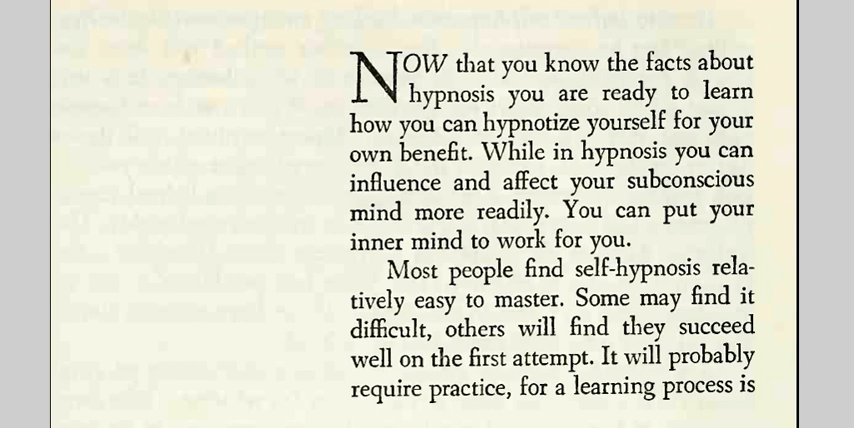 NOW that you know the facts about
hypnosis you are ready to learn
how you can hypnotize yourself for your
own benefit. While in hypnosis you can
influence and affect your subconscious
mind more readily. You can put your
inner mind to work for you.
Most people find self-hypnosis rela-
tively easy to master. Some may find it
difficult, others will find they succeed
well on the first attempt. It will probably
require practice, for a learning process is